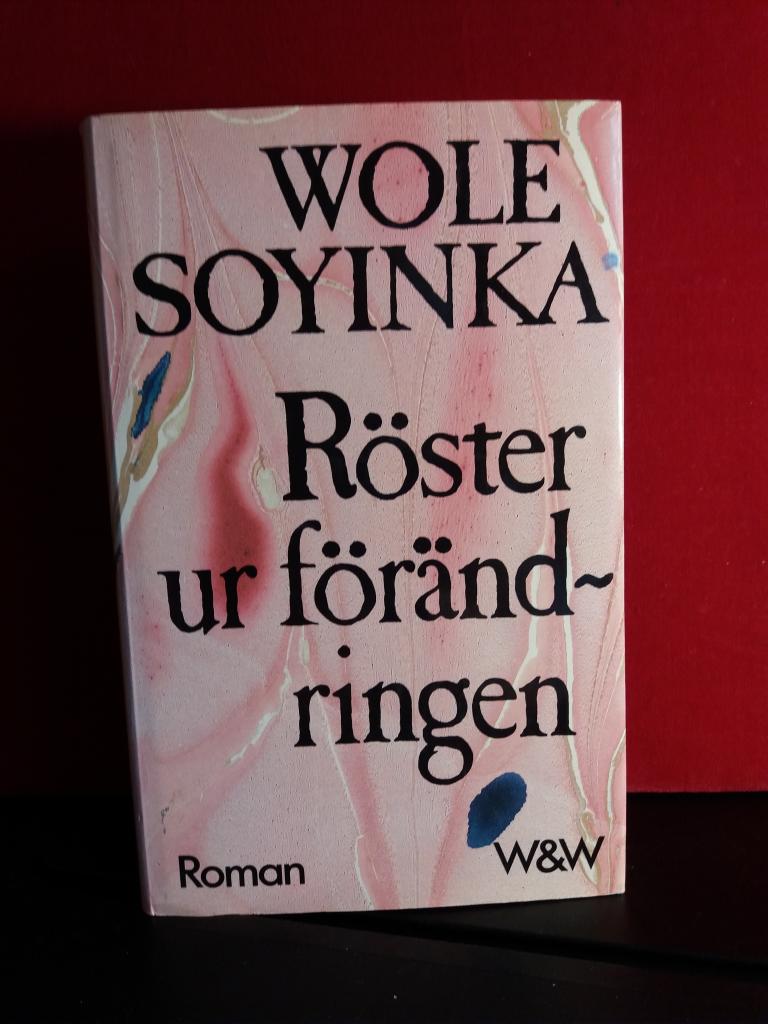 WOLE
SOYINKA
Röster
ur föränd~
ringen
Roman
W&W